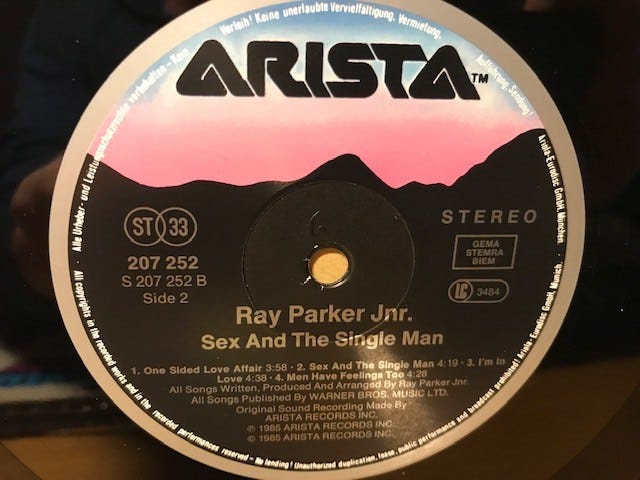 Alle Urheber- und Leistungsschutzrechte vorbehalten - Kein Verleih! Keine unerlaubte Vervielfältigung, Vermietung, Aufführung, Sendung!
ARISTA™
ST 33
STEREO
207 252
S 207 252 B
Side 2
GEMA
STEMRA
BIEM
LC 3484
Ray Parker Jnr.
Sex And The Single Man
1. One Sided Love Affair 3:58 · 2. Sex And The Single Man 4:19 · 3. I'm In
Love 4:38 · 4. Men Have Feelings Too 4:28
All Songs Written, Produced And Arranged By Ray Parker Jnr.
All Songs Published By WARNER BROS. MUSIC LTD.
Original Sound Recording Made By
ARISTA RECORDS INC.
℗ 1985 ARISTA RECORDS INC.
© 1985 ARISTA RECORDS INC.
Ariola-Eurodisc GmbH, München.
All copyrights in the recorded works and in the recorded performances reserved - No lending! Unauthorized duplication, lease, public performance and broadcast prohibited! Ariola-Eurodisc GmbH Munich.